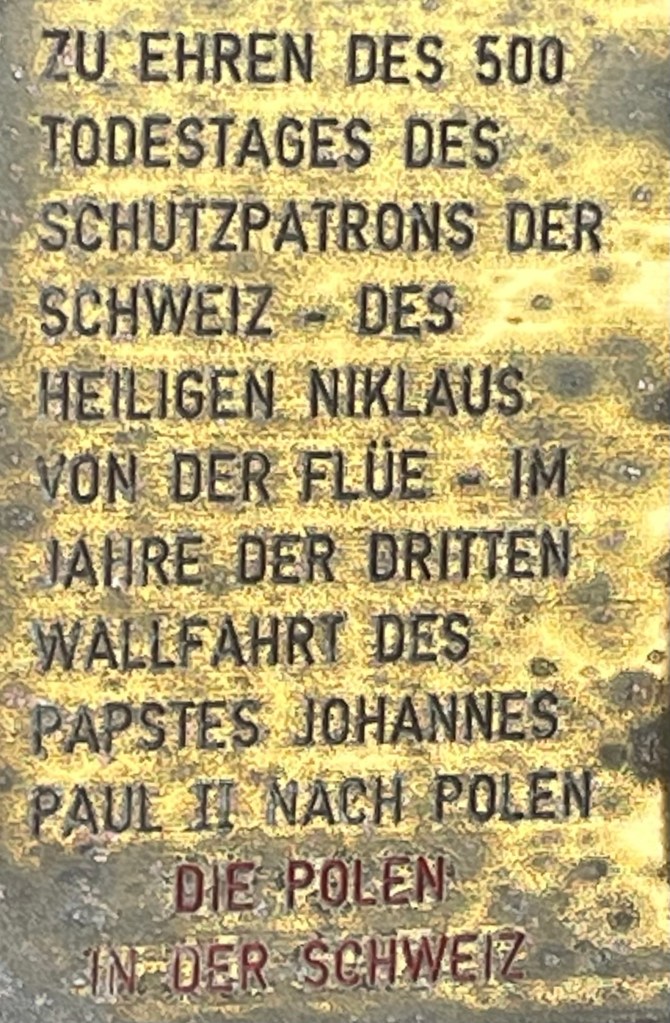 ZU EHREN DES 500
TODESTAGES DES
SCHUTZPATRONS DER
SCHWEIZ - DES
HEILIGEN NIKLAUS
VON DER FLÜE - IM
JAHRE DER DRITTEN
WALLFAHRT DES
PAPSTES JOHANNES
PAUL II NACH POLEN
DIE POLEN
IN DER SCHWEIZ